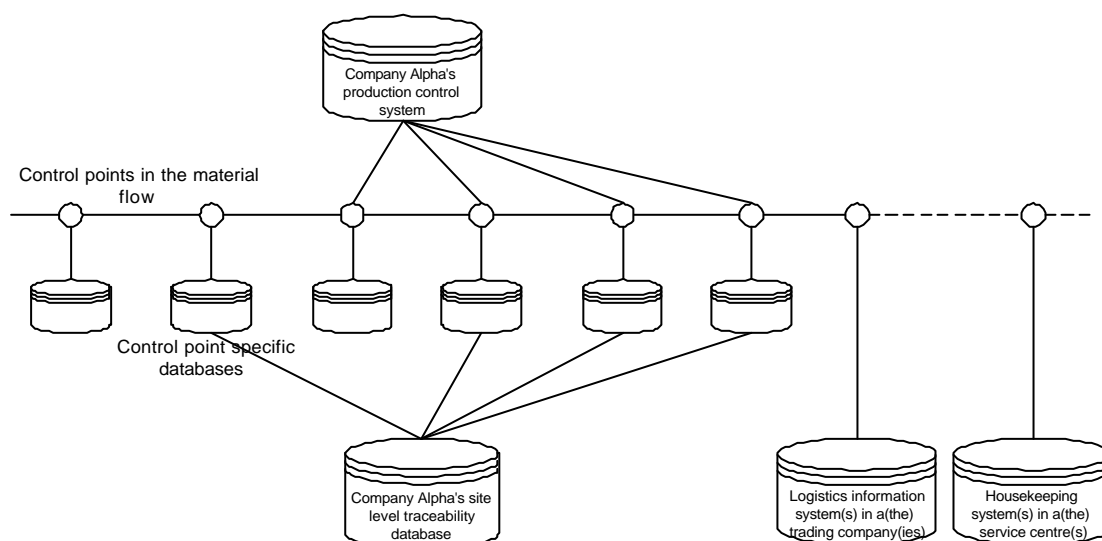 Company Alpha's
production control
system
Control points in the material
flow
Control point specific
databases
Company Alpha's site
level traceability
database
Logistics information
system(s) in a(the)
trading company(ies)
Housekeeping
system(s) in a(the)
service centre(s)